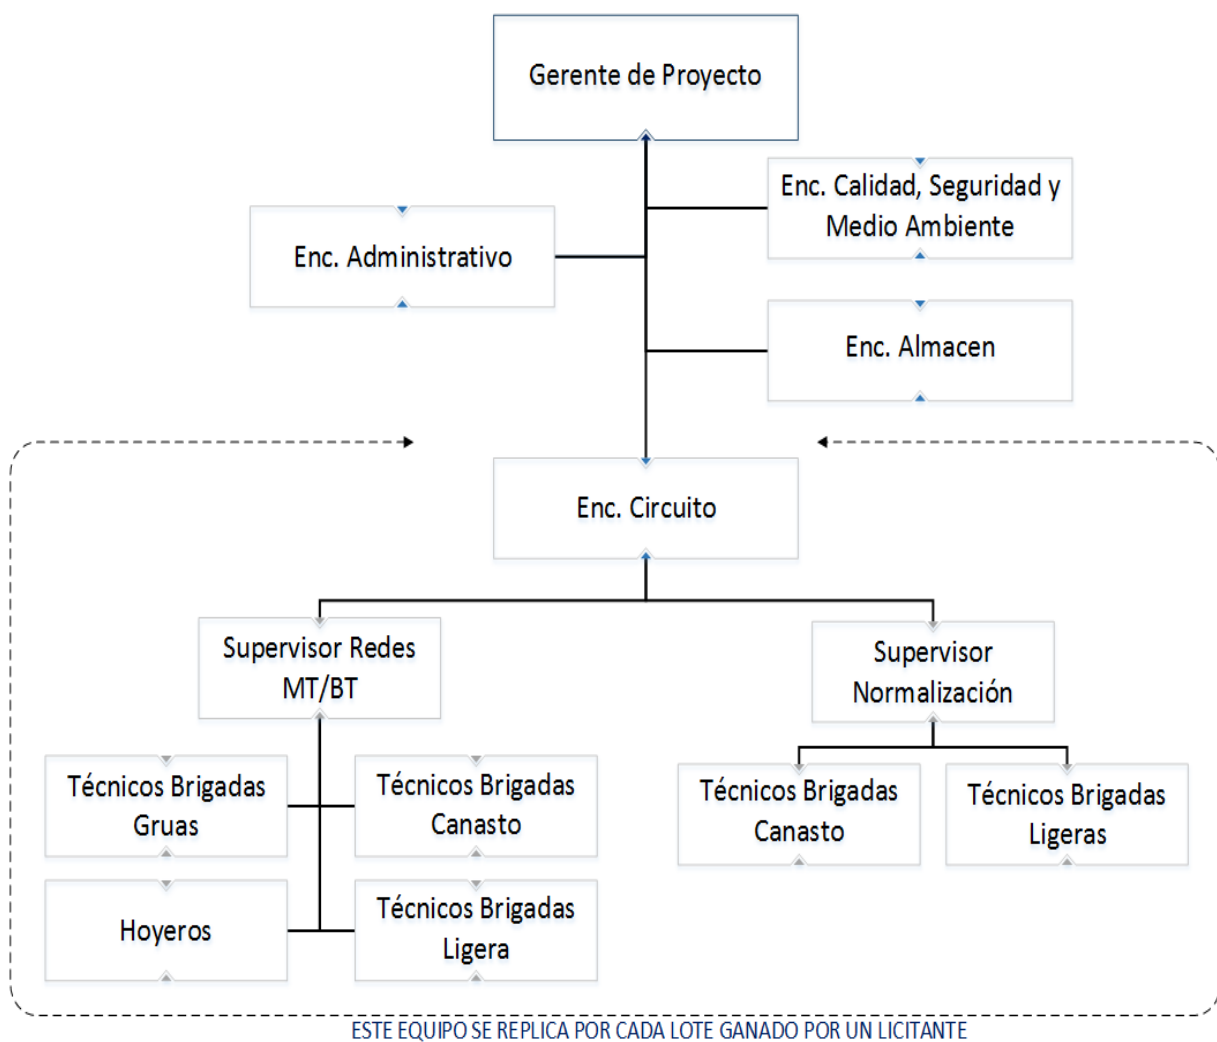 Gerente de Proyecto
Enc. Calidad, Seguridad y
Medio Ambiente
Enc. Administrativo
Enc. Almacen
Enc. Circuito
Supervisor Redes
MT/BT
Supervisor
Normalización
Técnicos Brigadas
Gruas
Técnicos Brigadas
Canasto
Técnicos Brigadas
Canasto
Técnicos Brigadas
Ligeras
Hoyeros
Técnicos Brigadas
Ligera
ESTE EQUIPO SE REPLICA POR CADA LOTE GANADO POR UN LICITANTE